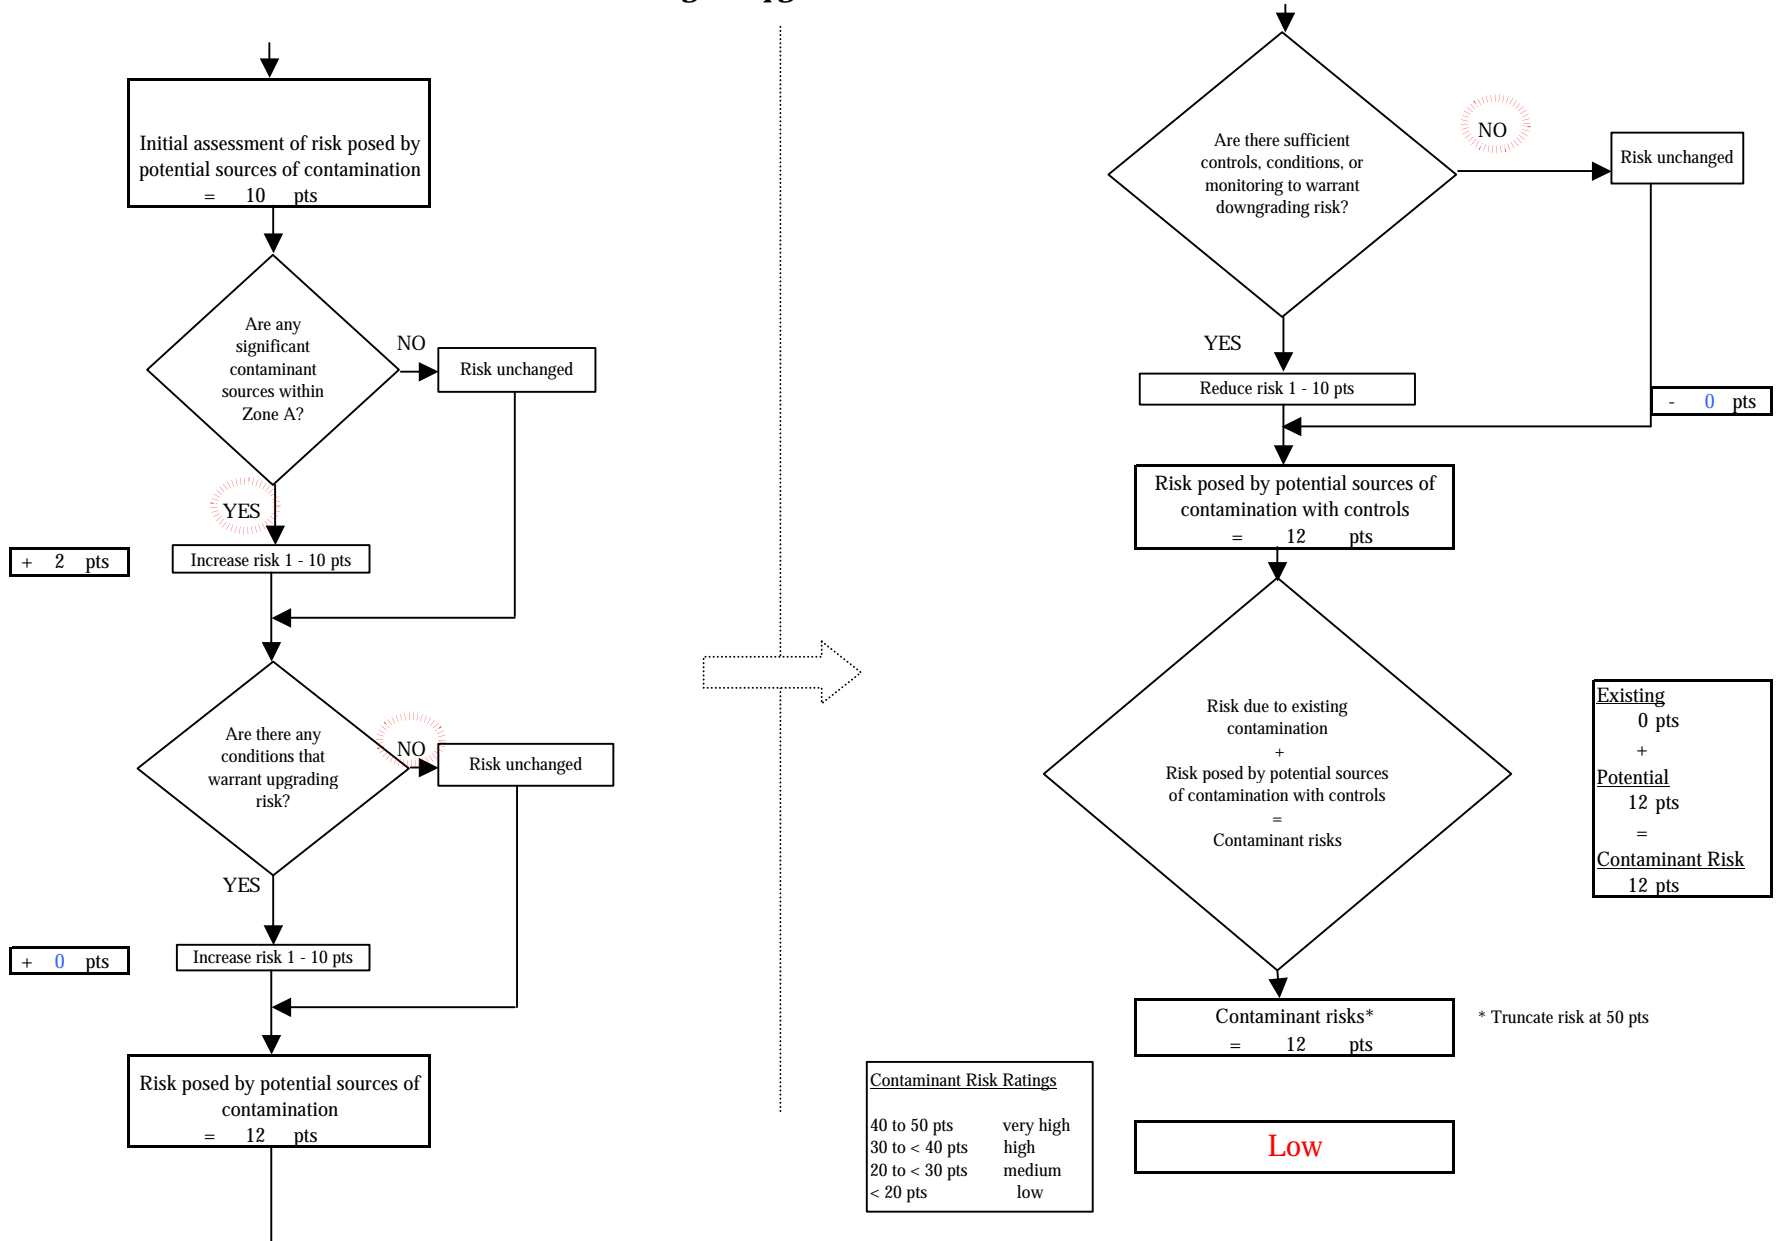 Initial assessment of risk posed by
potential sources of contamination
= 10 pts
Are any
significant
contaminant
sources within
Zone A?
NO
Risk unchanged
YES
+ 2 pts
Increase risk 1 - 10 pts
Are there any
conditions that
warrant upgrading
risk?
NO
Risk unchanged
YES
+ 0 pts
Increase risk 1 - 10 pts
Risk posed by potential sources of
contamination
= 12 pts
Are there sufficient
controls, conditions, or
monitoring to warrant
downgrading risk?
NO
Risk unchanged
YES
Reduce risk 1 - 10 pts
- 0 pts
Risk posed by potential sources of
contamination with controls
= 12 pts
Risk due to existing
contamination
+
Risk posed by potential sources
of contamination with controls
=
Contaminant risks
Existing
0 pts
+
Potential
12 pts
=
Contaminant Risk
12 pts
Contaminant risks*
= 12 pts
* Truncate risk at 50 pts
Contaminant Risk Ratings
40 to 50 pts very high
30 to < 40 pts high
20 to < 30 pts medium
< 20 pts low
Low